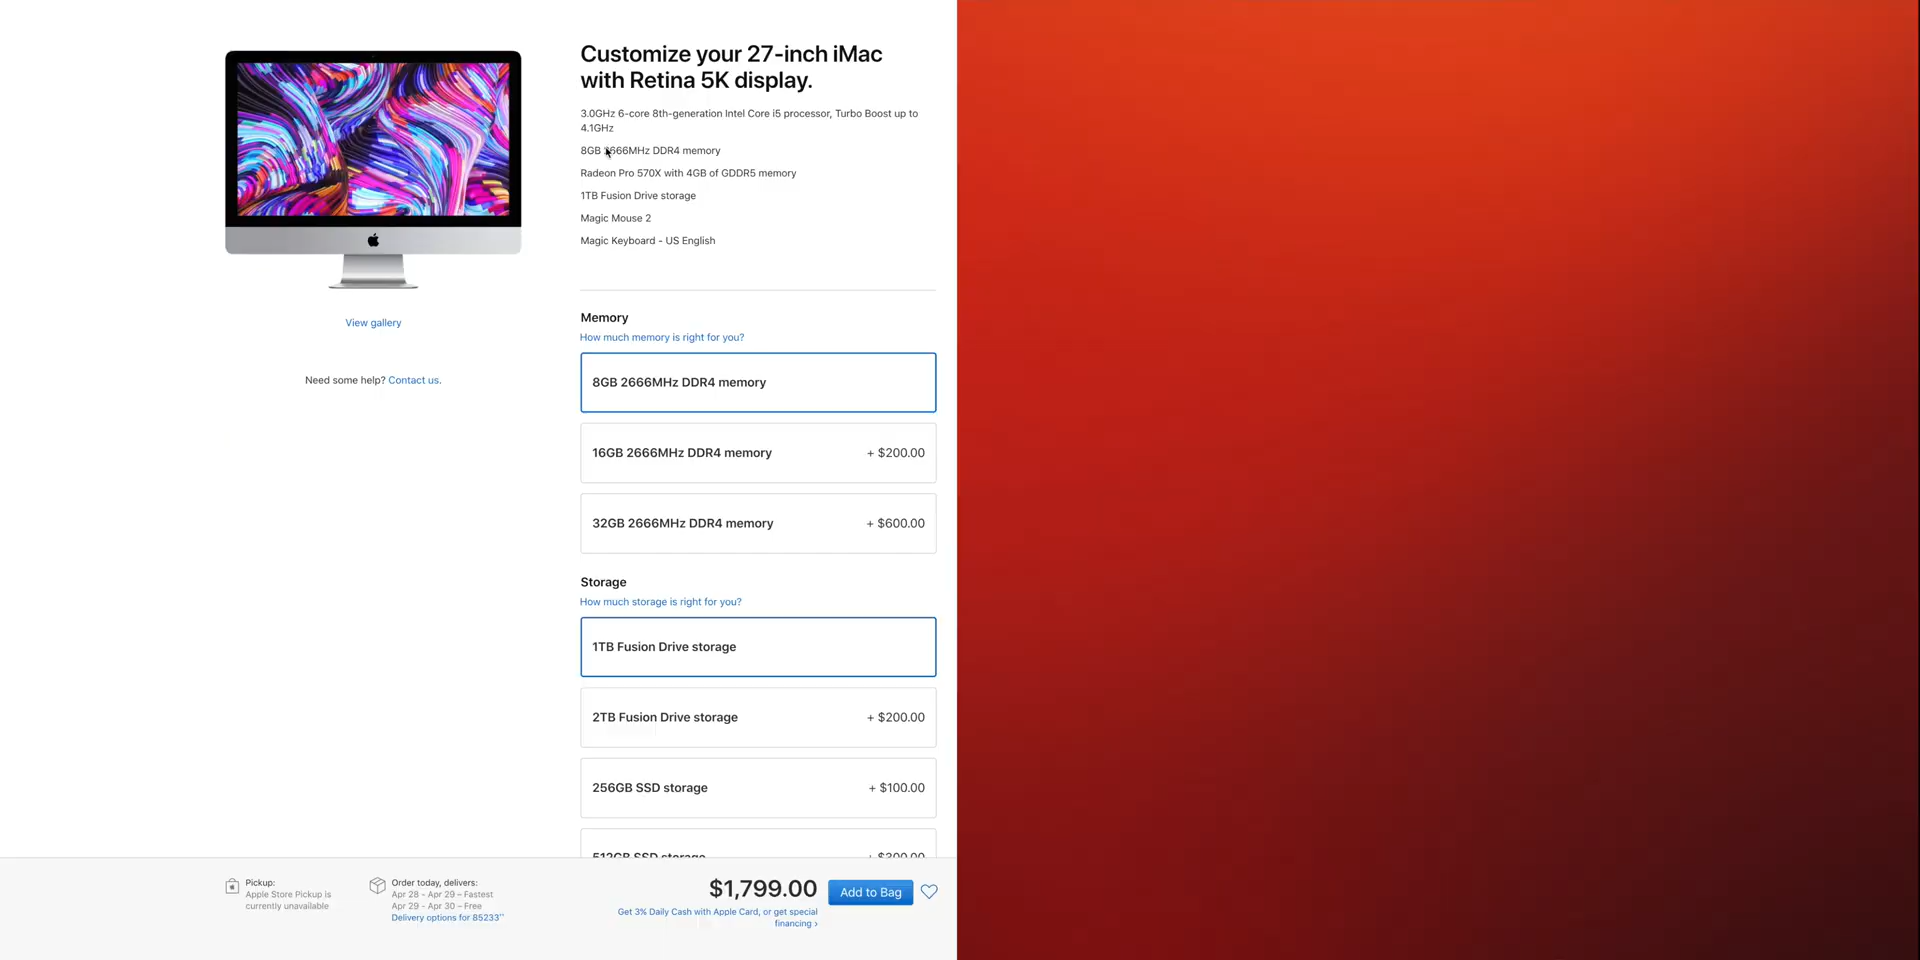 Customize your 27-inch iMac
with Retina 5K display.
3.0GHz 6-core 8th-generation Intel Core i5 processor, Turbo Boost up to
4.1GHz
8GB 2666MHz DDR4 memory
Radeon Pro 570X with 4GB of GDDR5 memory
1TB Fusion Drive storage
Magic Mouse 2
Magic Keyboard - US English
View gallery
Need some help? Contact us.
Memory
How much memory is right for you?
8GB 2666MHz DDR4 memory
16GB 2666MHz DDR4 memory + $200.00
32GB 2666MHz DDR4 memory + $600.00
Storage
How much storage is right for you?
1TB Fusion Drive storage
2TB Fusion Drive storage + $200.00
256GB SSD storage + $100.00
512GB SSD storage + $300.00
Pickup:
Apple Store Pickup is
currently unavailable
Order today, delivers:
Apr 28 - Apr 29 – Fastest
Apr 29 - Apr 30 – Free
Delivery options for 85233
$1,799.00
Add to Bag
Get 3% Daily Cash with Apple Card, or get special
financing ›